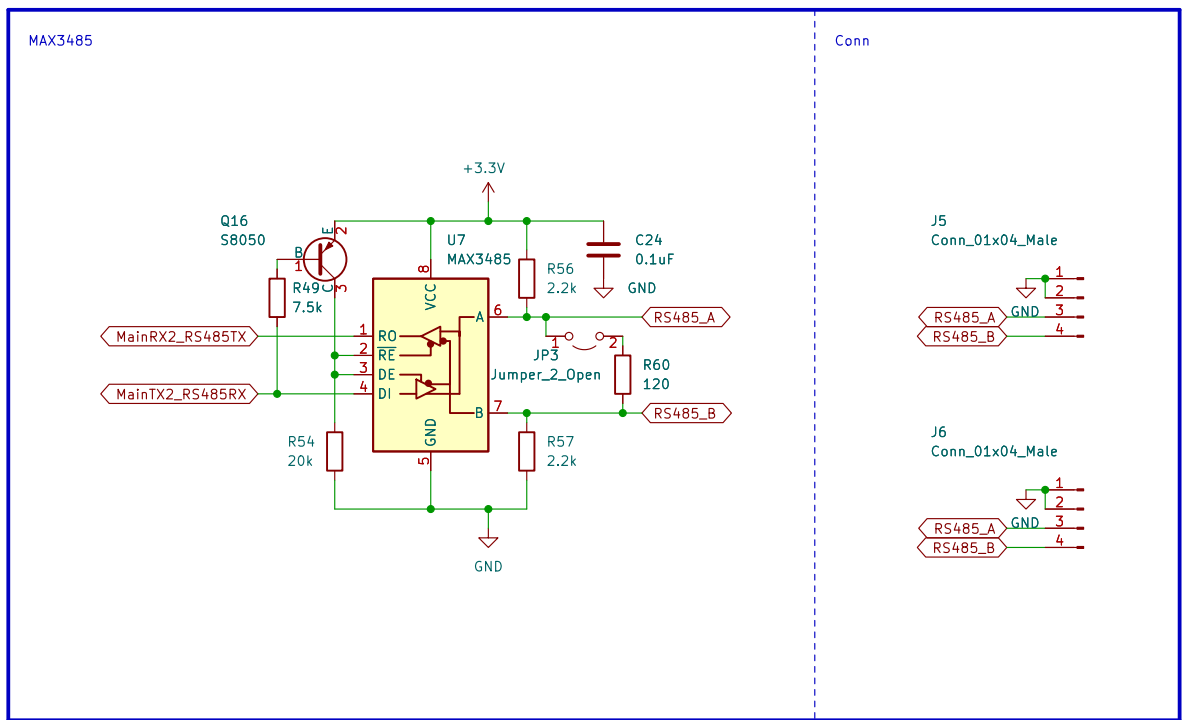 MAX3485
Conn
+3.3V
Q16
S8050
B
1
E
2
C
3
R49
7.5k
U7
MAX3485
8
VCC
R56
2.2k
C24
0.1uF
GND
MainRX2_RS485TX
MainTX2_RS485RX
1
RO
2
RE
3
DE
4
DI
A
6
RS485_A
1
2
JP3
Jumper_2_Open
R60
120
B
7
RS485_B
GND
5
R54
20k
R57
2.2k
GND
J5
Conn_01x04_Male
1
2
GND
RS485_A
3
RS485_B
4
J6
Conn_01x04_Male
1
2
GND
RS485_A
3
RS485_B
4